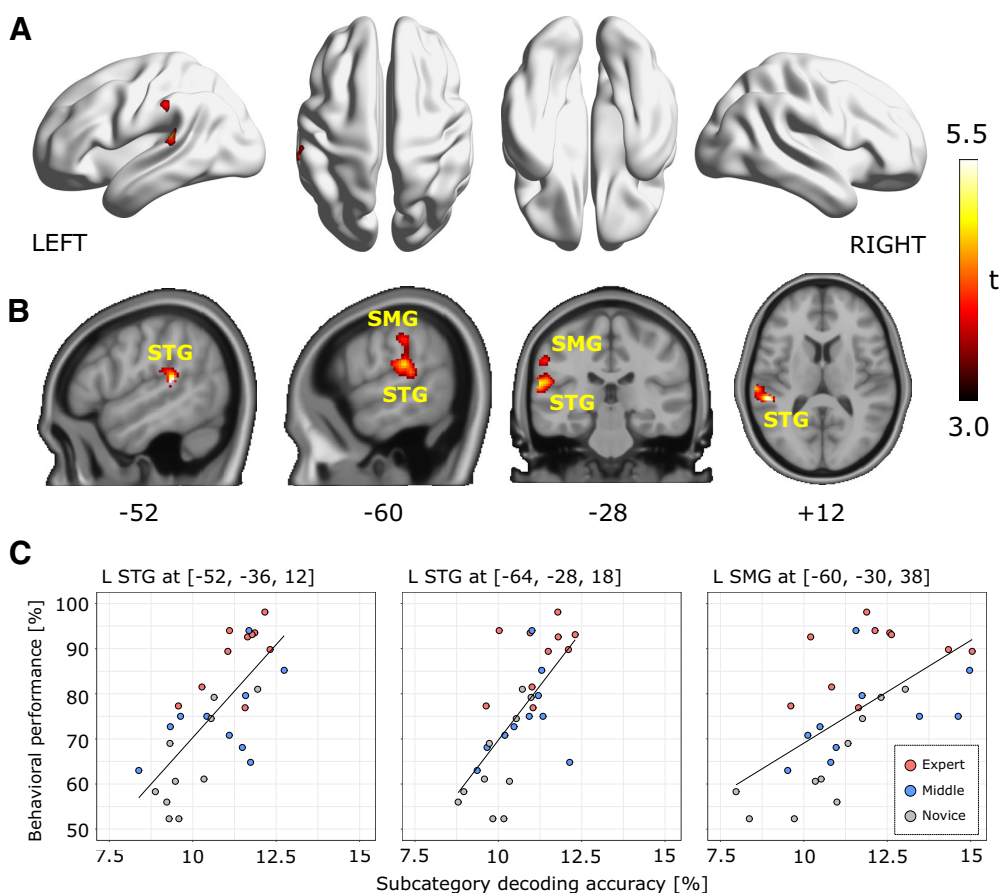 A
LEFT
RIGHT
5.5
t
3.0
B
STG
SMG
STG
SMG
STG
STG
-52
-60
-28
+12
C
L STG at [-52, -36, 12]
L STG at [-64, -28, 18]
L SMG at [-60, -30, 38]
Behavioral performance [%]
100
90
80
70
60
50
7.5
10
12.5
15
7.5
10
12.5
15
7.5
10
12.5
15
Expert
Middle
Novice
Subcategory decoding accuracy [%]